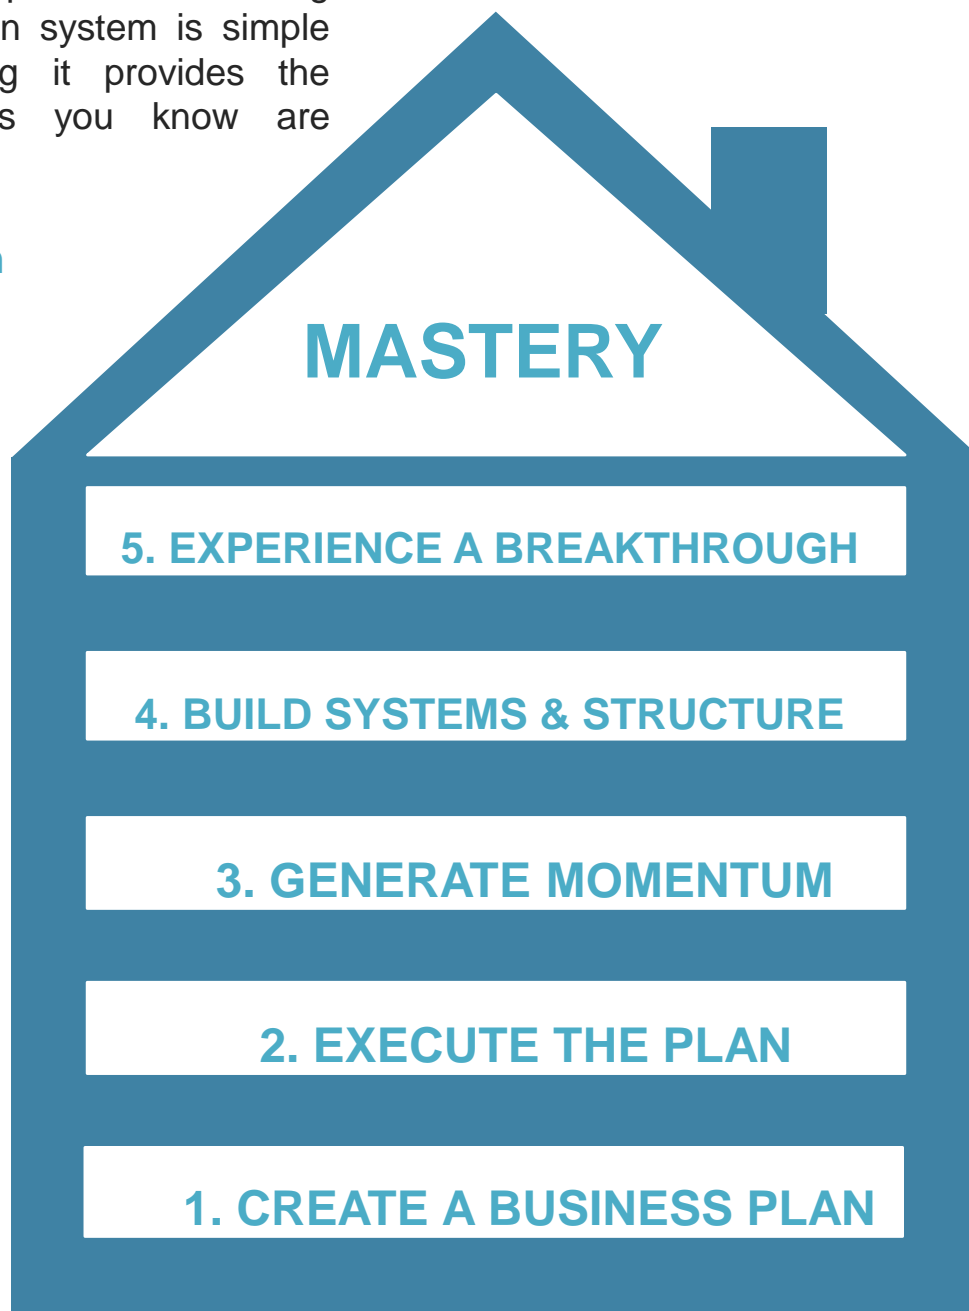 n system is simple
g it provides the
s you know are
MASTERY
5. EXPERIENCE A BREAKTHROUGH
4. BUILD SYSTEMS & STRUCTURE
3. GENERATE MOMENTUM
2. EXECUTE THE PLAN
1. CREATE A BUSINESS PLAN